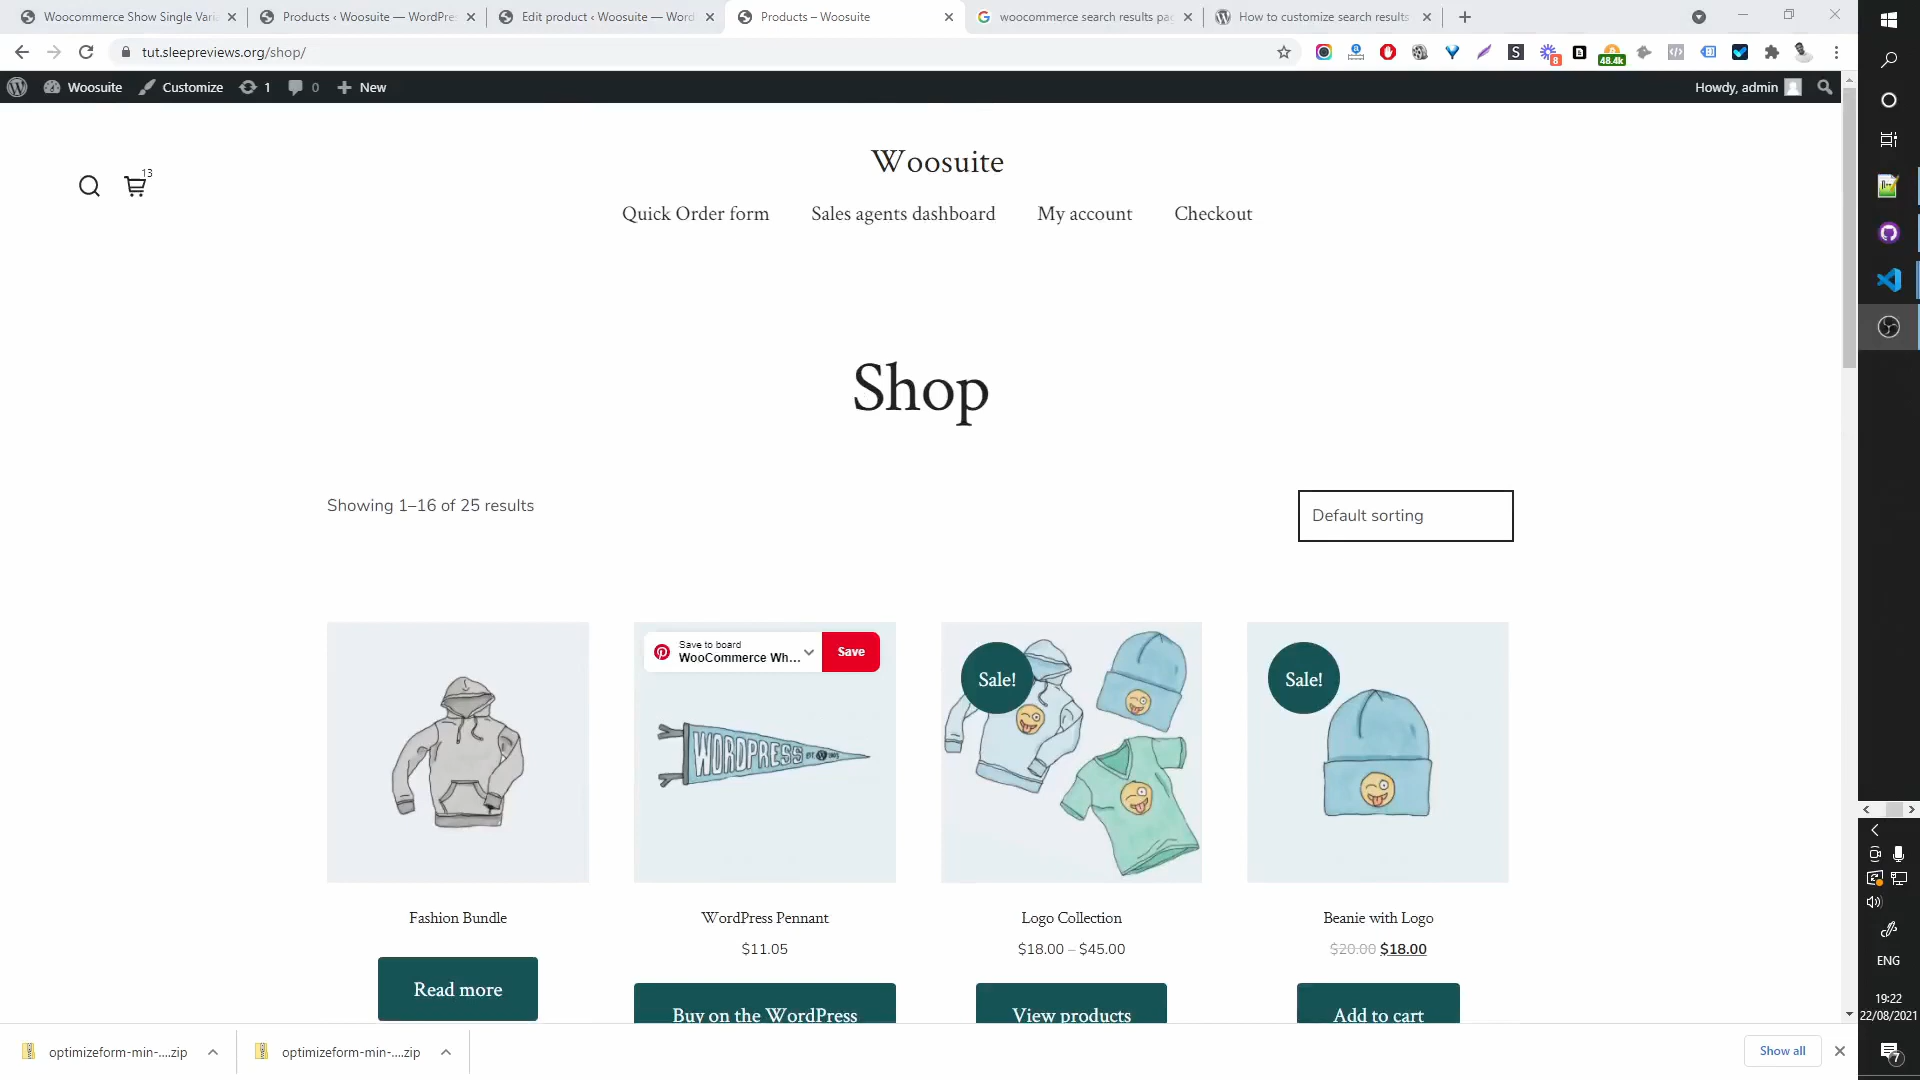 Woocommerce Show Single Vari
Products ‹ Woosuite — WordPre
Edit product ‹ Woosuite — Word
Products – Woosuite
woocommerce search results pag
How to customize search results
tut.sleepreviews.org/shop/
S
8
48.4k
Woosuite
Customize
1
0
New
Howdy, admin
13
Woosuite
Quick Order form
Sales agents dashboard
My account
Checkout
Shop
Showing 1–16 of 25 results
Default sorting
Save to board
WooCommerce Wh...
Save
WORDPRESS
Sale!
Sale!
Fashion Bundle
WordPress Pennant
Logo Collection
Beanie with Logo
$11.05
$18.00 – $45.00
$20.00 $18.00
Read more
Buy on the WordPress
View products
Add to cart
optimizeform-min-....zip
optimizeform-min-....zip
Show all
ENG
19:22
22/08/2021
7